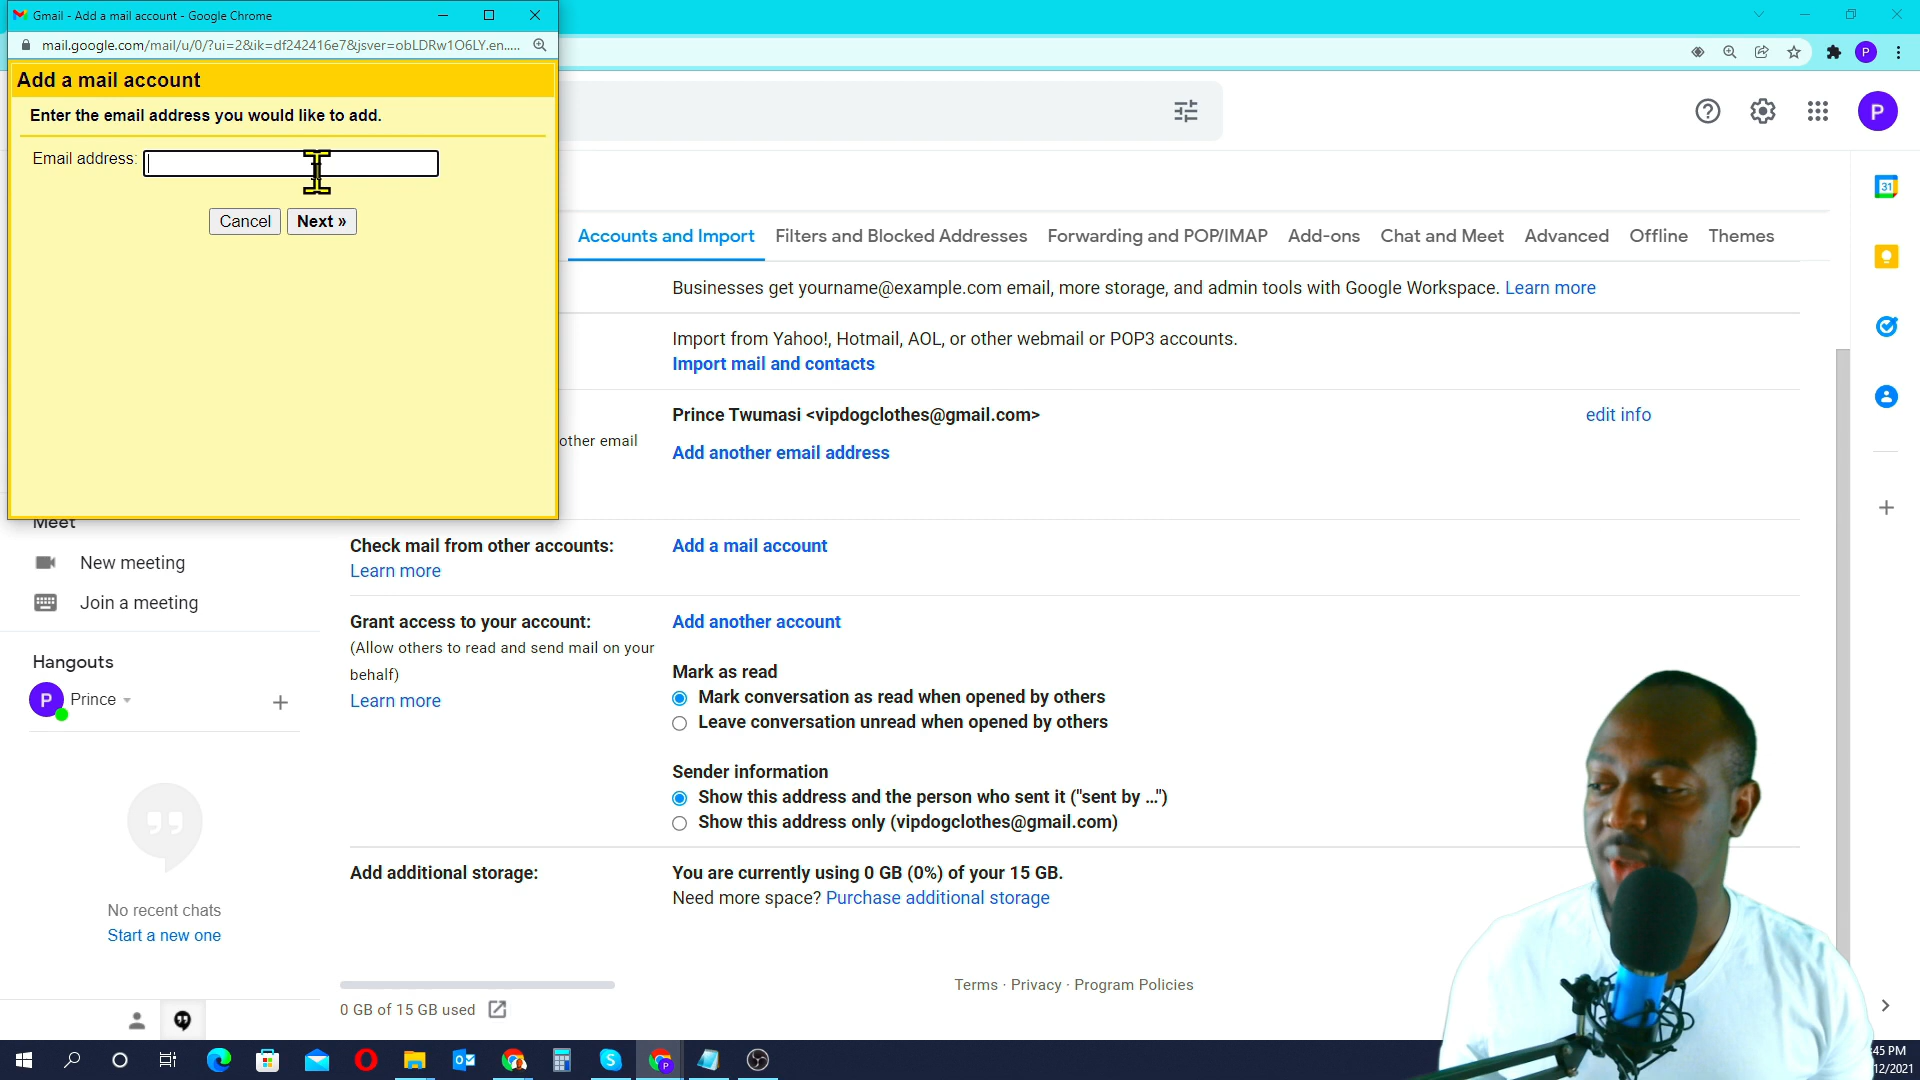 Gmail - Add a mail account - Google Chrome
mail.google.com/mail/u/0/?ui=2&ik=df242416e7&jsver=obLDRw1O6LY.en.....
Add a mail account
Enter the email address you would like to add.
Email address:
Cancel
Next »
P
P
31
Accounts and Import
Filters and Blocked Addresses
Forwarding and POP/IMAP
Add-ons
Chat and Meet
Advanced
Offline
Themes
Businesses get yourname@example.com email, more storage, and admin tools with Google Workspace. Learn more
Import from Yahoo!, Hotmail, AOL, or other webmail or POP3 accounts.
Import mail and contacts
Prince Twumasi <vipdogclothes@gmail.com>
edit info
other email
Add another email address
Meet
New meeting
Join a meeting
Hangouts
P
Prince
No recent chats
Start a new one
Check mail from other accounts:
Add a mail account
Learn more
Grant access to your account:
Add another account
(Allow others to read and send mail on your
behalf)
Learn more
Mark as read
Mark conversation as read when opened by others
Leave conversation unread when opened by others
Sender information
Show this address and the person who sent it ("sent by ...")
Show this address only (vipdogclothes@gmail.com)
Add additional storage:
You are currently using 0 GB (0%) of your 15 GB.
Need more space? Purchase additional storage
0 GB of 15 GB used
Terms · Privacy · Program Policies
:45 PM
12/2021